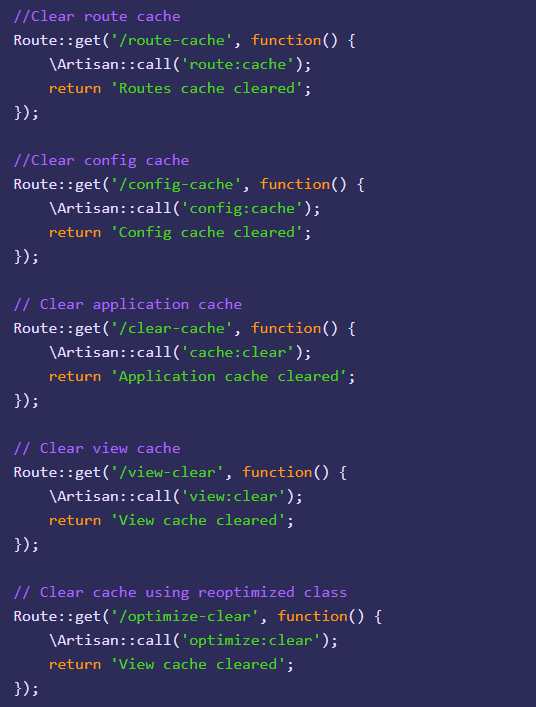 //Clear route cache
Route::get('/route-cache', function() {
    \Artisan::call('route:cache');
    return 'Routes cache cleared';
});

//Clear config cache
Route::get('/config-cache', function() {
    \Artisan::call('config:cache');
    return 'Config cache cleared';
});

// Clear application cache
Route::get('/clear-cache', function() {
    \Artisan::call('cache:clear');
    return 'Application cache cleared';
});

// Clear view cache
Route::get('/view-clear', function() {
    \Artisan::call('view:clear');
    return 'View cache cleared';
});

// Clear cache using reoptimized class
Route::get('/optimize-clear', function() {
    \Artisan::call('optimize:clear');
    return 'View cache cleared';
});